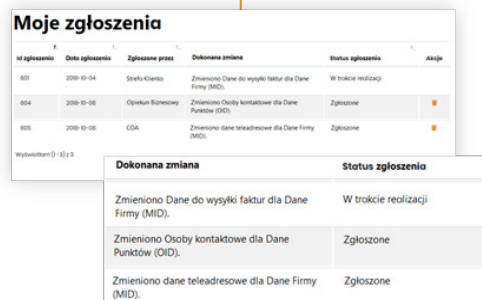 Moje zgłoszenia
Id zgłoszenia Data zgłoszenia Zgłoszone przez Dokonana zmiana Status zgłoszenia Akcje
601 2018-10-04 Strefa Klienta Zmieniono Dane do wysyłki faktur dla Dane W trakcie realizacji
Firmy (MID).
604 2018-10-08 Opiekun Biznesowy Zmieniono Osoby kontaktowe dla Dane Zgłoszone
Punktów (OID).
605 2018-10-08 COA Zmieniono dane teleadresowe dla Dane Firmy Zgłoszone
(MID).
Wyświetlam (1-3) z 3
Dokonana zmiana Status zgłoszenia
Zmieniono Dane do wysyłki faktur dla Dane W trakcie realizacji
Firmy (MID).
Zmieniono Osoby kontaktowe dla Dane Zgłoszone
Punktów (OID).
Zmieniono dane teleadresowe dla Dane Firmy Zgłoszone
(MID).